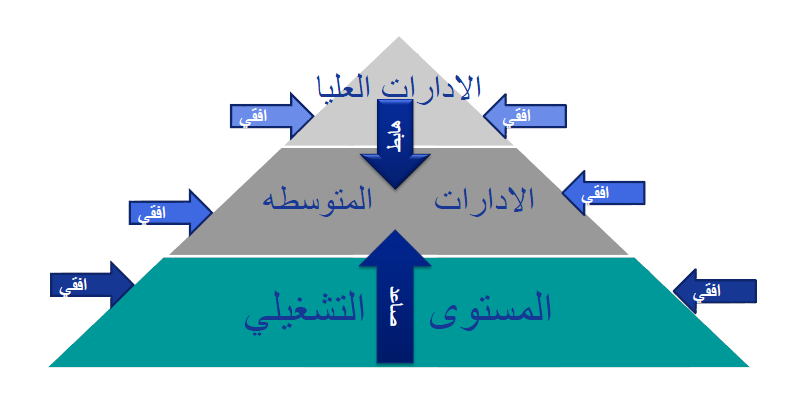 الادارات العليا
افقي
افقي
هابط
الادارات المتوسطه
افقي
افقي
صاعد
المستوى التشغيلي
افقي
افقي